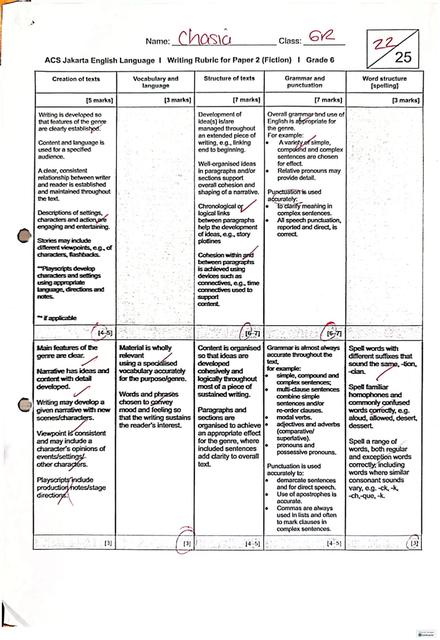 Name: Chasia Class: 6R
22/25
ACS Jakarta English Language I Writing Rubric for Paper 2 (Fiction) I Grade 6
Creation of texts
[5 marks]
Vocabulary and
language
[3 marks]
Structure of texts
[7 marks]
Grammar and
punctuation
[7 marks]
Word structure
[spelling]
[3 marks]
Writing is developed so
that features of the genre
are clearly established.
Content and language is
used for a specified
audience.
A clear, consistent
relationship between writer
and reader is established
and maintained throughout
the text.
Descriptions of settings,
characters and action are
engaging and entertaining.
Stories may include
different viewpoints, e.g., of
characters, flashbacks.
**Playscripts develop
characters and settings
using appropriate
language, directions and
notes.
** if applicable
[4-5]
Development of
idea(s) is/are
managed throughout
an extended piece of
writing, e.g., linking
end to beginning.
Well-organised ideas
in paragraphs and/or
sections support
overall cohesion and
shaping of a narrative.
Chronological or
logical links
between paragraphs
help the development
of ideas, e.g., story
plotlines
Cohesion within and
between paragraphs
is achieved using
devices such as
connectives, e.g., time
connectives used to
support
content.
[6-7]
Overall grammar and use of
English is appropriate for
the genre.
For example:
• A variety of simple,
compound and complex
sentences are chosen
for effect.
• Relative pronouns may
provide detail.
Punctuation is used
accurately:
• To clarify meaning in
complex sentences.
• All speech punctuation,
reported and direct, is
correct.
[6-7]
Main features of the
genre are clear.
Narrative has ideas and
content with detail
developed.
Writing may develop a
given narrative with new
scenes/characters.
Viewpoint is consistent
and may include a
character's opinions of
events/settings/
other characters.
Playscripts include
production notes/stage
directions.
[3]
Material is wholly
relevant
using a specialised
vocabulary accurately
for the purpose/genre.
Words and phrases
chosen to convey
mood and feeling so
that writing sustains
the reader's interest.
[3]
Content is organised
so that ideas are
developed
cohesively and
logically throughout
most of a piece of
sustained writing.
Paragraphs and
sections are
organised to achieve
an appropriate effect
for the genre, where
included sentences
add clarity to overall
text.
[4-5]
Grammar is almost always
accurate throughout the
text,
for example:
• simple, compound and
complex sentences;
• multi-clause sentences
combine simple
sentences and/or
re-order clauses.
• modal verbs.
• adjectives and adverbs
(comparative/
superlative).
• pronouns and
possessive pronouns.
Punctuation is used
accurately to:
• demarcate sentences
and for direct speech.
• Use of apostrophes is
accurate.
• Commas are always
used in lists and often
to mark clauses in
complex sentences.
[4-5]
Spell words with
different suffixes that
sound the same, -tion,
-cian.
Spell familiar
homophones and
commonly confused
words correctly, e.g.
aloud, allowed, desert,
dessert.
Spell a range of
words, both regular
and exception words
correctly; including
words where similar
consonant sounds
vary, e.g. -ck, -k,
-ch,-que, -k.
[3]